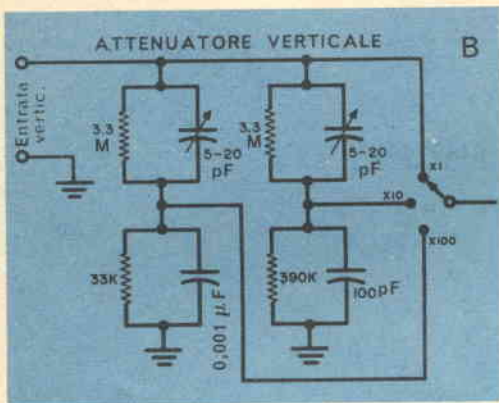 ATTENUATORE VERTICALE
B
Entrata
vertic.
3.3
M
5-20
pF
3.3
M
5-20
pF
X1
X10
X100
33K
0,001 µF
390K
100pF